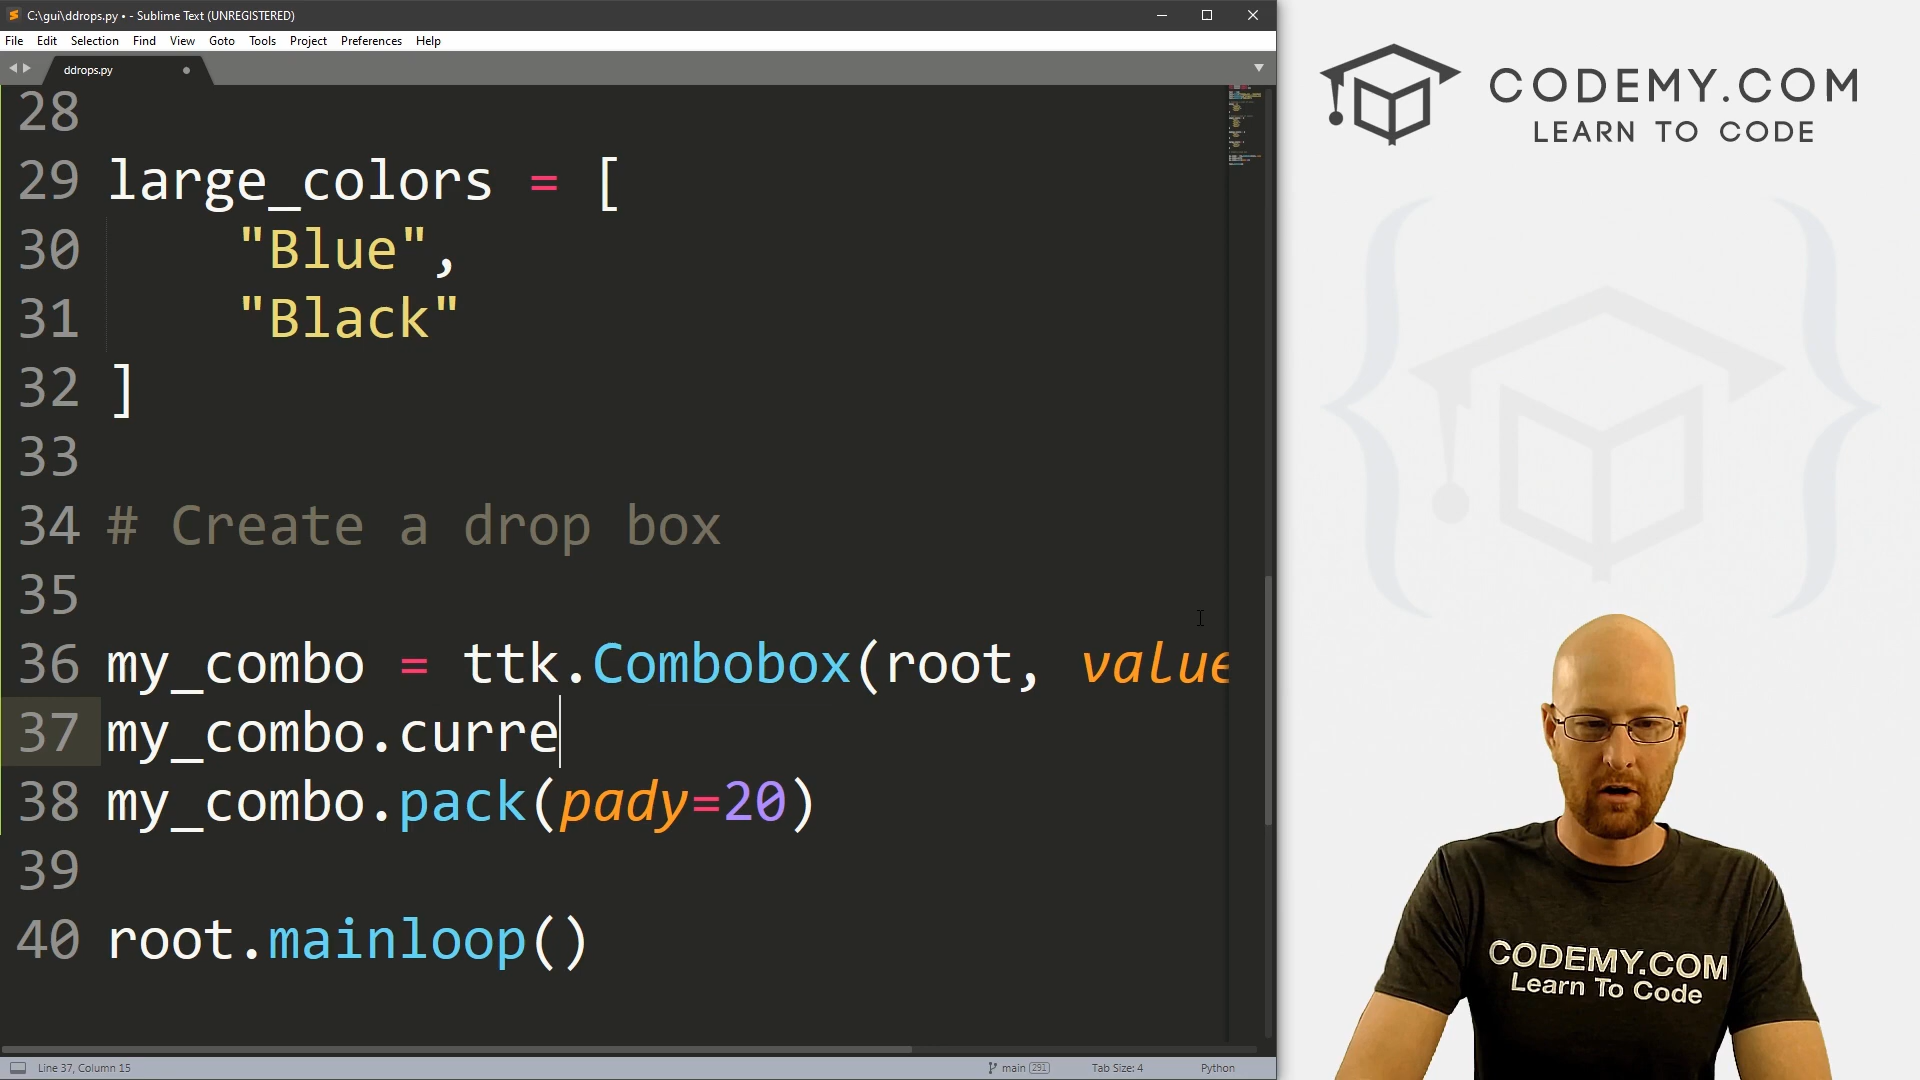 C:\gui\ddrops.py • - Sublime Text (UNREGISTERED)
File Edit Selection Find View Goto Tools Project Preferences Help
ddrops.py
28
29 large_colors = [
30 "Blue",
31 "Black"
32 ]
33
34 # Create a drop box
35
36 my_combo = ttk.Combobox(root, value
37 my_combo.curre
38 my_combo.pack(pady=20)
39
40 root.mainloop()
Line 37, Column 15
main 291
Tab Size: 4
Python
CODEMY.COM
LEARN TO CODE
CODEMY.COM
Learn To Code